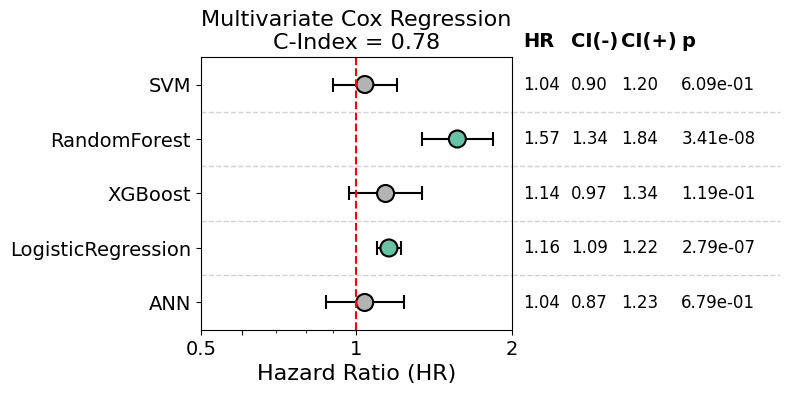 Multivariate Cox Regression
C-Index = 0.78
HR CI(-) CI(+) p
SVM 1.04 0.90 1.20 6.09e-01
RandomForest 1.57 1.34 1.84 3.41e-08
XGBoost 1.14 0.97 1.34 1.19e-01
LogisticRegression 1.16 1.09 1.22 2.79e-07
ANN 1.04 0.87 1.23 6.79e-01
0.5 1 2
Hazard Ratio (HR)